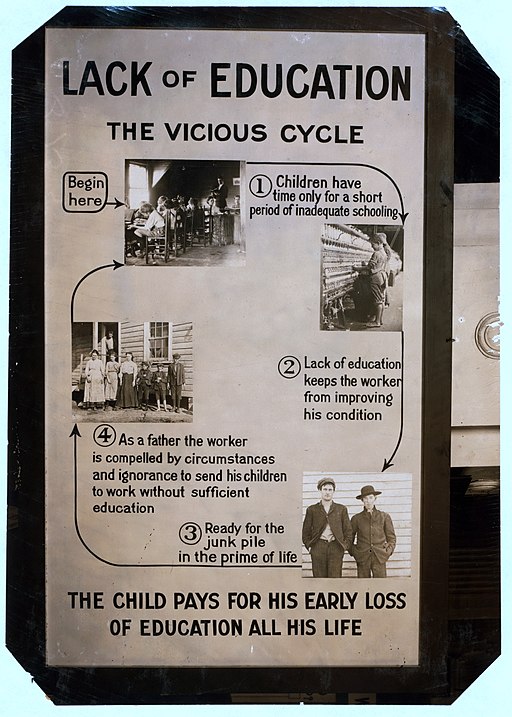 LACK OF EDUCATION
THE VICIOUS CYCLE
Begin
here
① Children have
time only for a short
period of inadequate schooling
② Lack of education
keeps the worker
from improving
his condition
③ Ready for the
junk pile
in the prime of life
④ As a father the worker
is compelled by circumstances
and ignorance to send his children
to work without sufficient
education
THE CHILD PAYS FOR HIS EARLY LOSS
OF EDUCATION ALL HIS LIFE